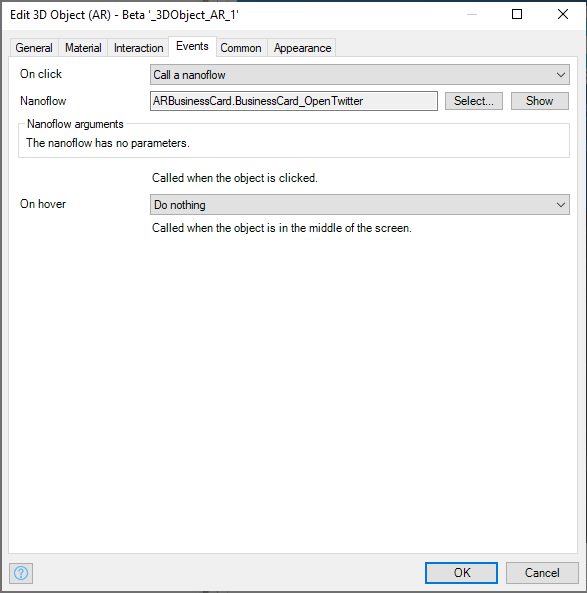 Edit 3D Object (AR) - Beta '_3DObject_AR_1'
General Material Interaction Events Common Appearance
On click Call a nanoflow
Nanoflow ARBusinessCard.BusinessCard_OpenTwitter Select... Show
Nanoflow arguments
The nanoflow has no parameters.
Called when the object is clicked.
On hover Do nothing
Called when the object is in the middle of the screen.
? OK Cancel